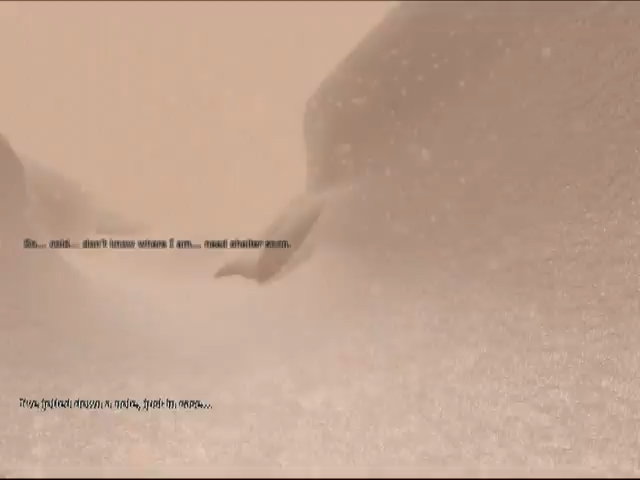 So... cold... don't know where I am... need shelter soon.
I've jotted down a note, just in case...